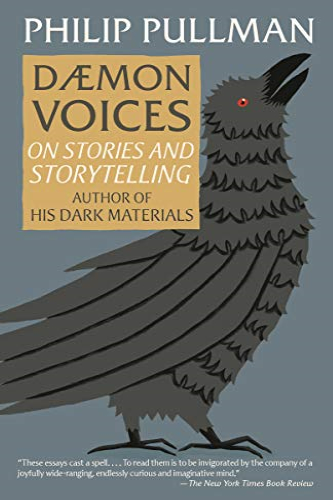 PHILIP PULLMAN
DÆMON
VOICES
ON STORIES AND
STORYTELLING
AUTHOR OF
HIS DARK MATERIALS
"These essays cast a spell. . . . To read them is to be invigorated by the company of a
joyfully wide-ranging, endlessly curious and imaginative mind."
—The New York Times Book Review